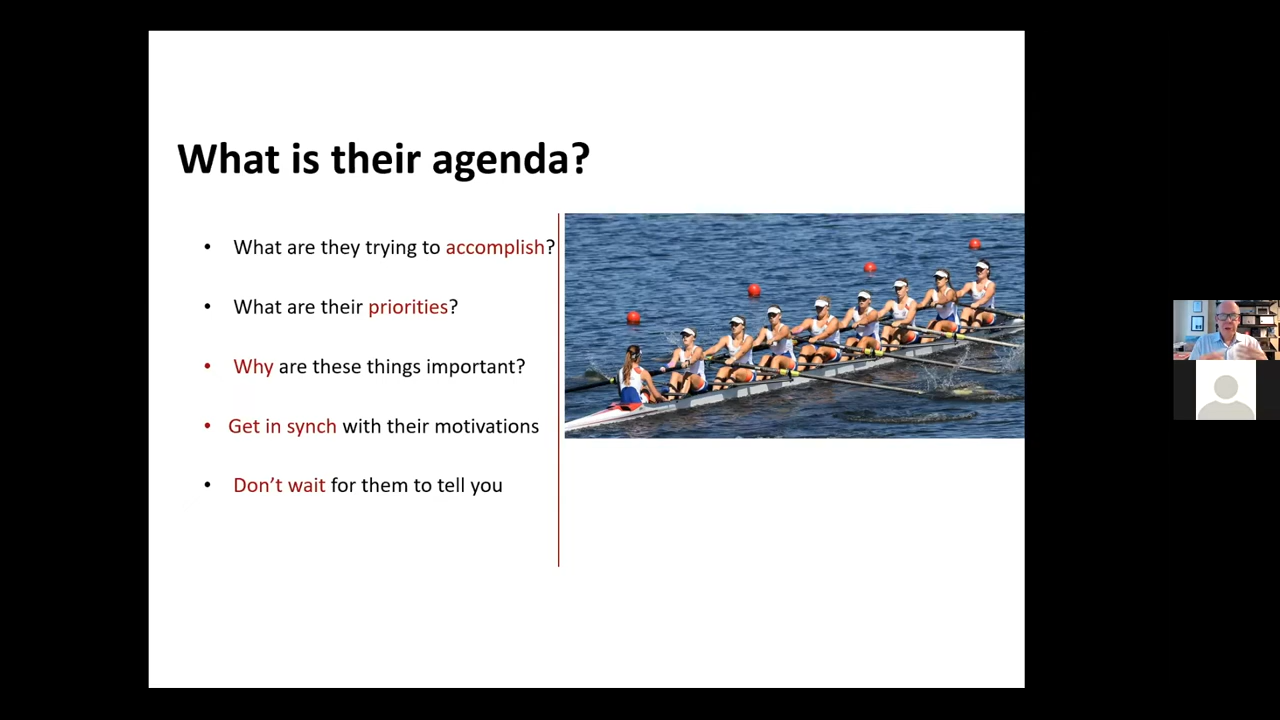 What is their agenda?
• What are they trying to accomplish?
• What are their priorities?
• Why are these things important?
• Get in synch with their motivations
• Don’t wait for them to tell you